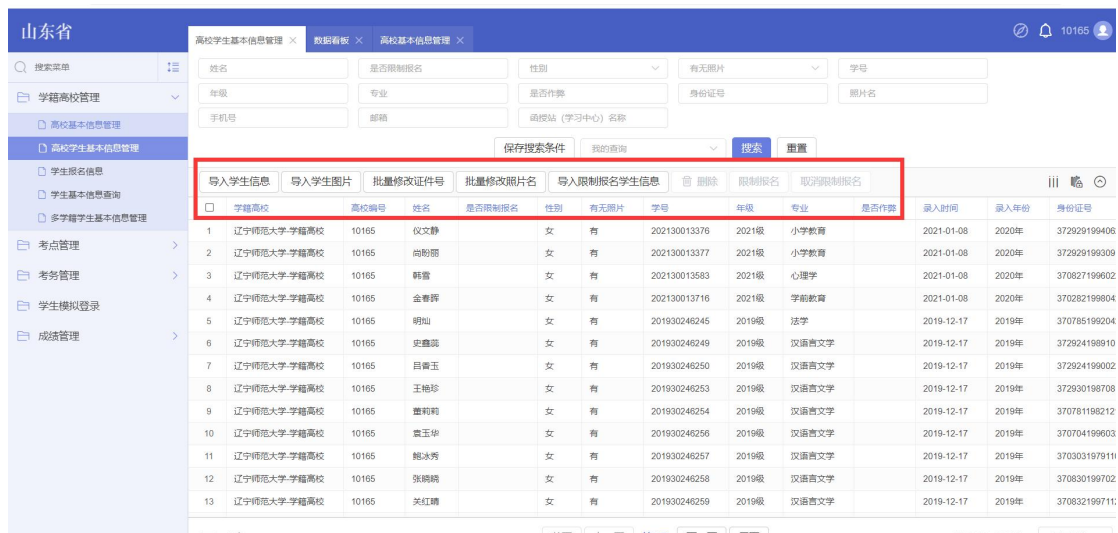 山东省
高校学生基本信息管理 × 数据看板 × 高校基本信息管理 ×
10165
搜索菜单
学籍高校管理
高校基本信息管理
高校学生基本信息管理
学生报名信息
学生基本信息查询
多学籍学生基本信息管理
考点管理
考务管理
学生模拟登录
成绩管理
姓名 是否限制报名 性别 有无照片 学号
年级 专业 是否作弊 身份证号 照片名
手机号 邮箱 函授站（学习中心）名称
保存搜索条件 我的查询 搜索 重置
导入学生信息 导入学生图片 批量修改证件号 批量修改照片名 导入限制报名学生信息 删除 限制报名 取消限制报名
学籍高校 高校编号 姓名 是否限制报名 性别 有无照片 学号 年级 专业 是否作弊 录入时间 录入年份 身份证号
1 辽宁师范大学-学籍高校 10165 仪文静 女 有 202130013376 2021级 小学教育 2021-01-08 2020年 372929199406
2 辽宁师范大学-学籍高校 10165 尚盼丽 女 有 202130013377 2021级 小学教育 2021-01-08 2020年 372929199309
3 辽宁师范大学-学籍高校 10165 韩雪 女 有 202130013583 2021级 心理学 2021-01-08 2020年 370827199602
4 辽宁师范大学-学籍高校 10165 金春晖 女 有 202130013716 2021级 学前教育 2021-01-08 2020年 370282199804
5 辽宁师范大学-学籍高校 10165 明灿 女 有 201930246245 2019级 法学 2019-12-17 2019年 370785199204
6 辽宁师范大学-学籍高校 10165 史鑫蕊 女 有 201930246249 2019级 汉语言文学 2019-12-17 2019年 372924198910
7 辽宁师范大学-学籍高校 10165 吕香玉 女 有 201930246250 2019级 汉语言文学 2019-12-17 2019年 372924199002
8 辽宁师范大学-学籍高校 10165 王艳珍 女 有 201930246253 2019级 汉语言文学 2019-12-17 2019年 372930198708
9 辽宁师范大学-学籍高校 10165 董莉莉 女 有 201930246254 2019级 汉语言文学 2019-12-17 2019年 370781198212
10 辽宁师范大学-学籍高校 10165 袁玉华 女 有 201930246256 2019级 汉语言文学 2019-12-17 2019年 370704199603
11 辽宁师范大学-学籍高校 10165 鲍冰秀 女 有 201930246257 2019级 汉语言文学 2019-12-17 2019年 370303197911
12 辽宁师范大学-学籍高校 10165 张晓晓 女 有 201930246258 2019级 汉语言文学 2019-12-17 2019年 370830199702
13 辽宁师范大学-学籍高校 10165 关红晴 女 有 201930246259 2019级 汉语言文学 2019-12-17 2019年 370832199711